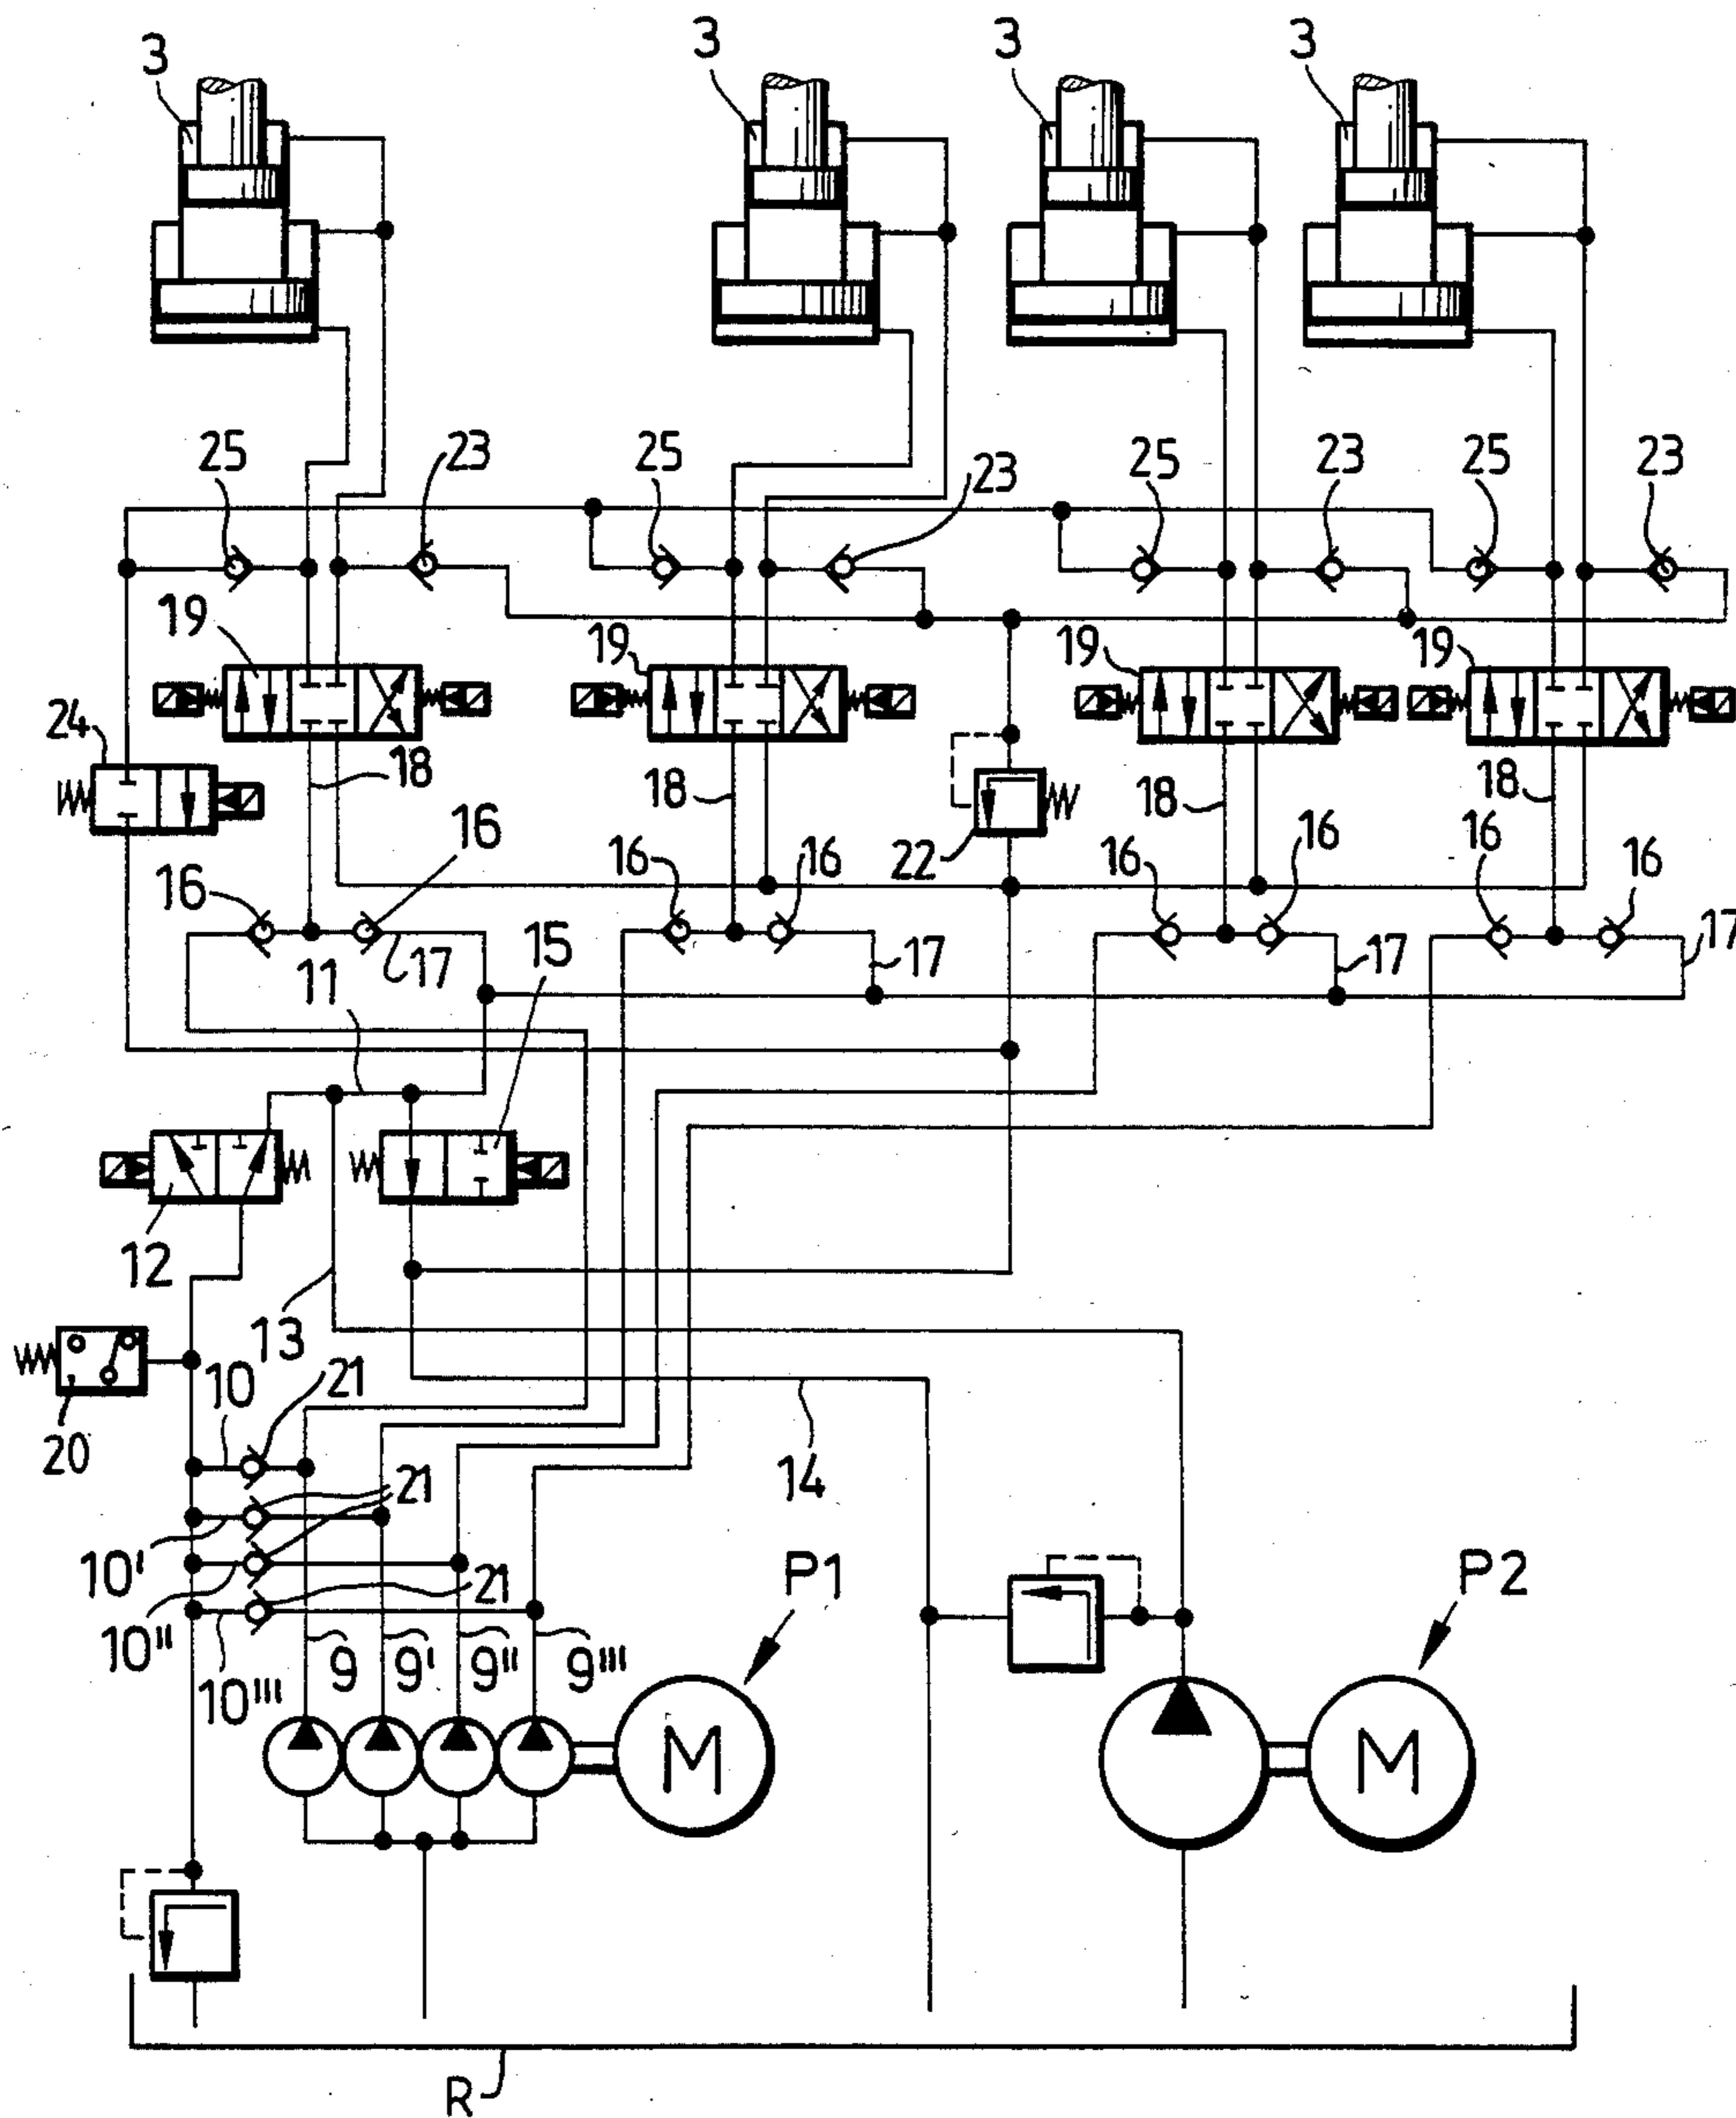 3 3 3 3
25 23 25 23 25 23 25 23
19 19 19 19
24 18 18 18 18
16 16 16 16 22 16 16 16 16
11 17 15 17 17 17
12
13
20 10 21 14
10' 21
10" 21
10"' 9 9' 9" 9"' P1 P2
M M
R